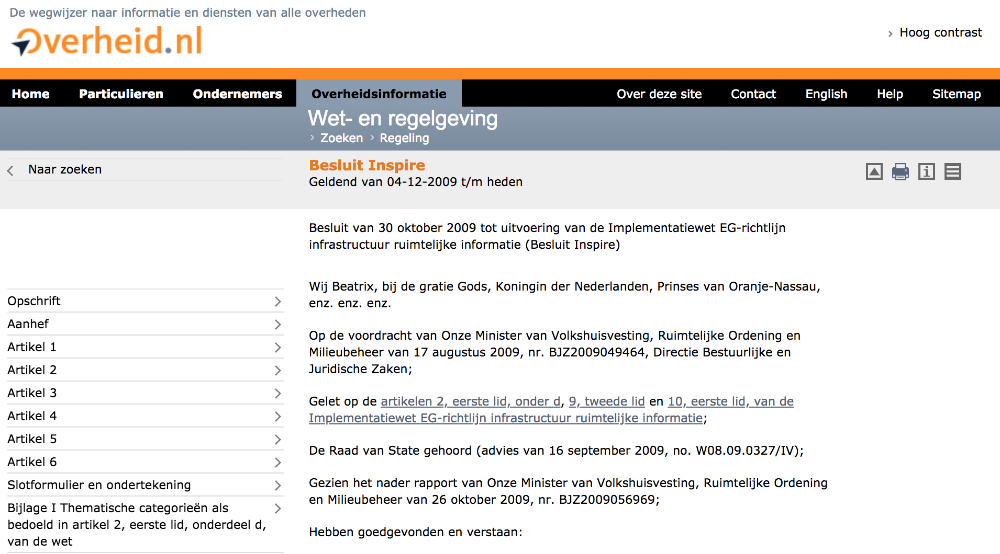 De wegwijzer naar informatie en diensten van alle overheden
Overheid.nl
Hoog contrast
Home Particulieren Ondernemers Overheidsinformatie Over deze site Contact English Help Sitemap
Wet- en regelgeving
Zoeken Regeling
Naar zoeken
Besluit Inspire
Geldend van 04-12-2009 t/m heden
Opschrift
Aanhef
Artikel 1
Artikel 2
Artikel 3
Artikel 4
Artikel 5
Artikel 6
Slotformulier en ondertekening
Bijlage I Thematische categorieën als
bedoeld in artikel 2, eerste lid, onderdeel d,
van de wet
Besluit van 30 oktober 2009 tot uitvoering van de Implementatiewet EG-richtlijn
infrastructuur ruimtelijke informatie (Besluit Inspire)
Wij Beatrix, bij de gratie Gods, Koningin der Nederlanden, Prinses van Oranje-Nassau,
enz. enz. enz.
Op de voordracht van Onze Minister van Volkshuisvesting, Ruimtelijke Ordening en
Milieubeheer van 17 augustus 2009, nr. BJZ2009049464, Directie Bestuurlijke en
Juridische Zaken;
Gelet op de artikelen 2, eerste lid, onder d, 9, tweede lid en 10, eerste lid, van de
Implementatiewet EG-richtlijn infrastructuur ruimtelijke informatie;
De Raad van State gehoord (advies van 16 september 2009, no. W08.09.0327/IV);
Gezien het nader rapport van Onze Minister van Volkshuisvesting, Ruimtelijke Ordening
en Milieubeheer van 26 oktober 2009, nr. BJZ2009056969;
Hebben goedgevonden en verstaan: